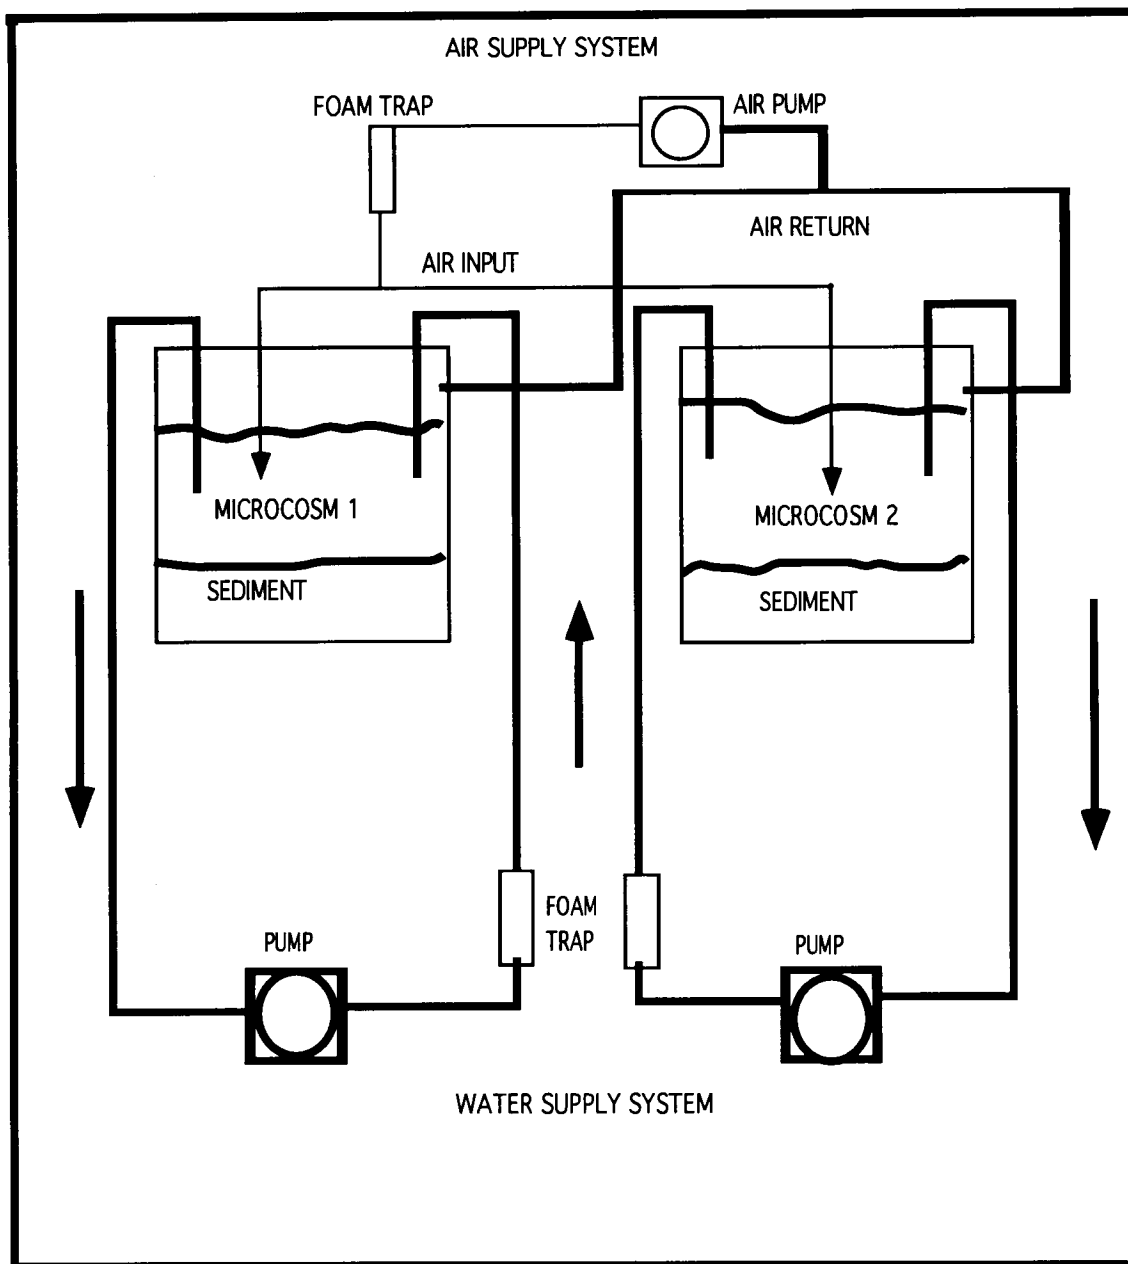 AIR SUPPLY SYSTEM
FOAM TRAP
AIR PUMP
AIR RETURN
AIR INPUT
MICROCOSM 1
MICROCOSM 2
SEDIMENT
SEDIMENT
FOAM
TRAP
PUMP
PUMP
WATER SUPPLY SYSTEM